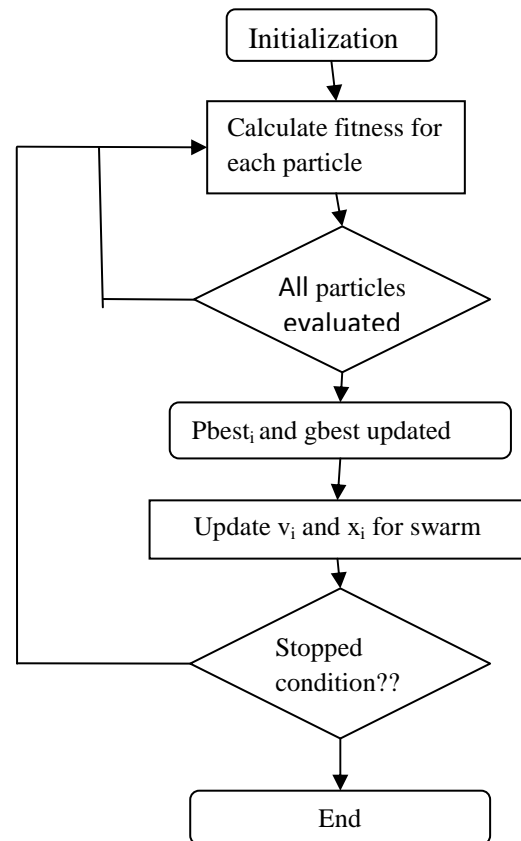 Initialization
Calculate fitness for
each particle
All particles
evaluated
Pbestᵢ and gbest updated
Update vᵢ and xᵢ for swarm
Stopped
condition??
End